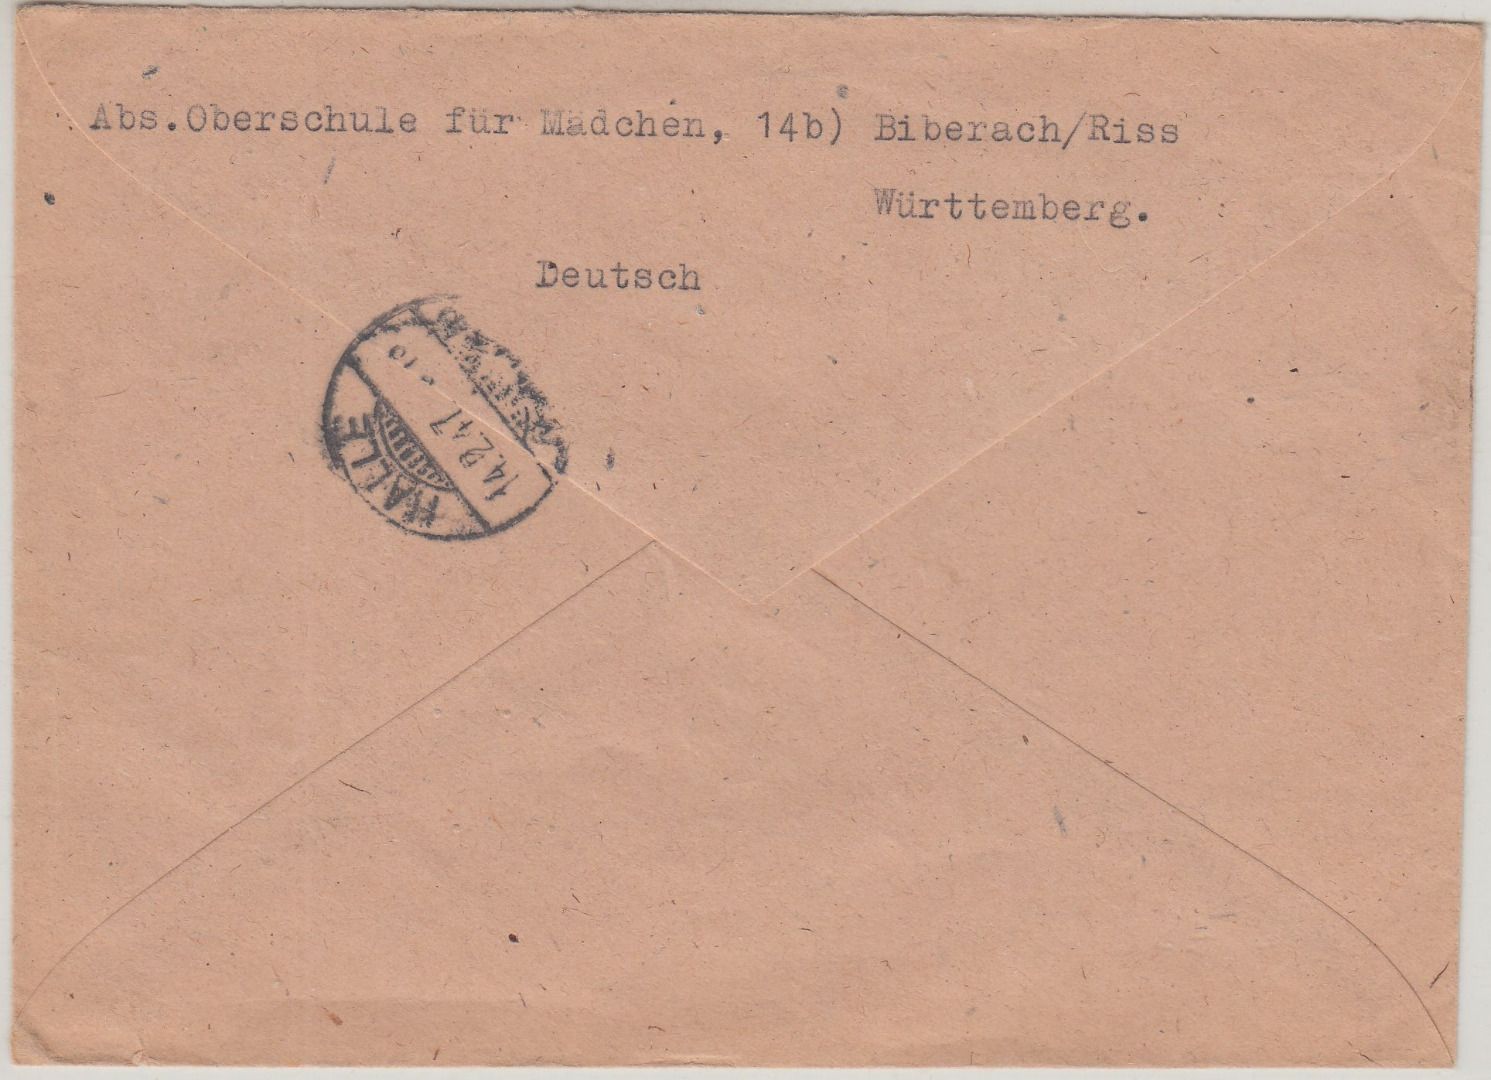 Abs.Oberschule für Mädchen, 14b) Biberach/Riss
Württemberg.
Deutsch
HALLE
14.2.47